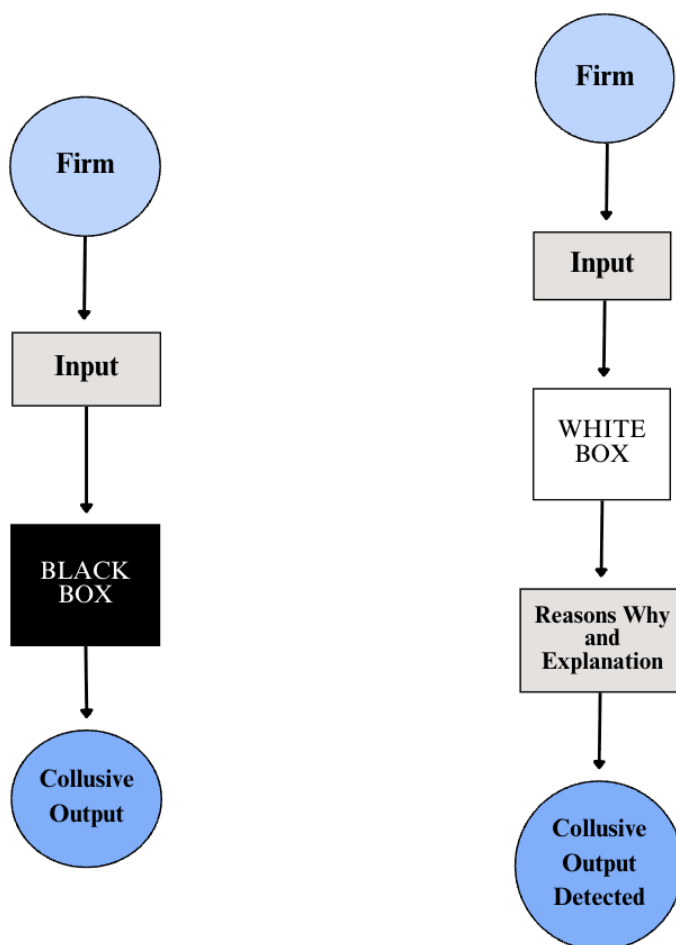 Firm
Input
BLACK
BOX
Collusive
Output
Firm
Input
WHITE
BOX
Reasons Why
and
Explanation
Collusive
Output
Detected